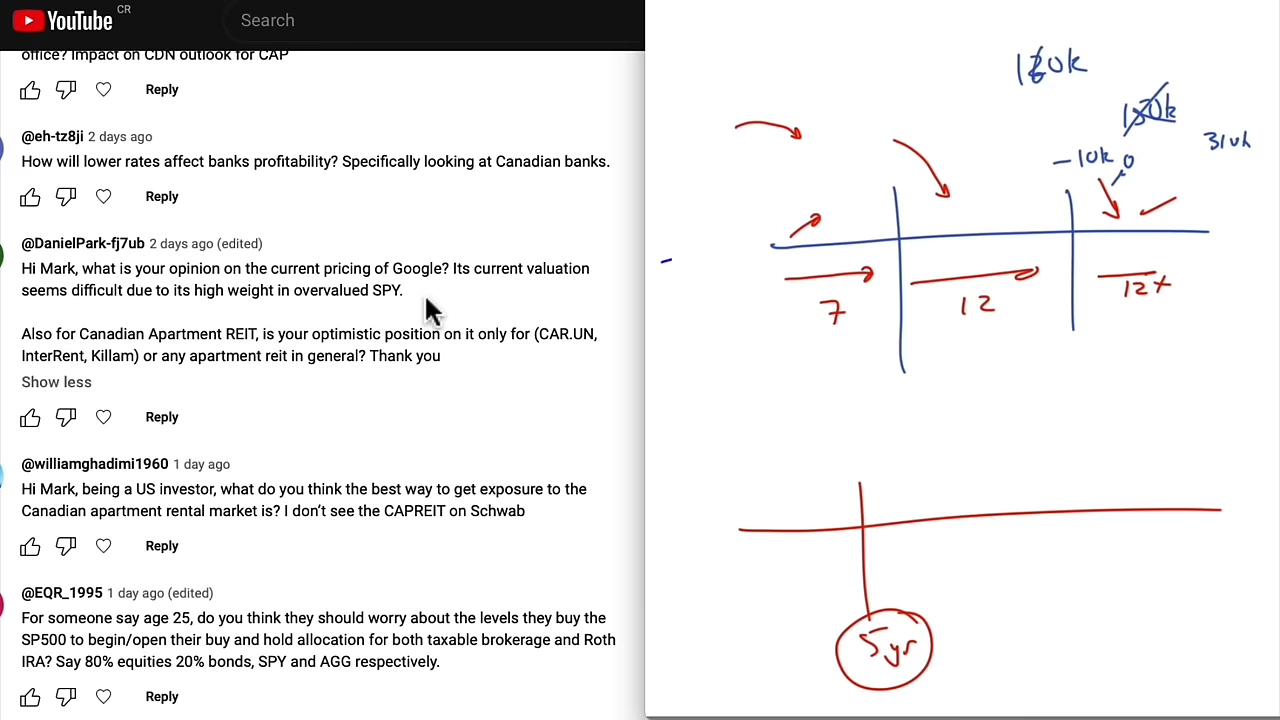 YouTube CR
Search
office? Impact on CDN outlook for CAP
Reply
@eh-tz8ji 2 days ago
How will lower rates affect banks profitability? Specifically looking at Canadian banks.
Reply
@DanielPark-fj7ub 2 days ago (edited)
Hi Mark, what is your opinion on the current pricing of Google? Its current valuation
seems difficult due to its high weight in overvalued SPY.
Also for Canadian Apartment REIT, is your optimistic position on it only for (CAR.UN,
InterRent, Killam) or any apartment reit in general? Thank you
Show less
Reply
@williamghadimi1960 1 day ago
Hi Mark, being a US investor, what do you think the best way to get exposure to the
Canadian apartment rental market is? I don’t see the CAPREIT on Schwab
Reply
@EQR_1995 1 day ago (edited)
For someone say age 25, do you think they should worry about the levels they buy the
SP500 to begin/open their buy and hold allocation for both taxable brokerage and Roth
IRA? Say 80% equities 20% bonds, SPY and AGG respectively.
Reply
-10k 0
7 12 12x
5yr